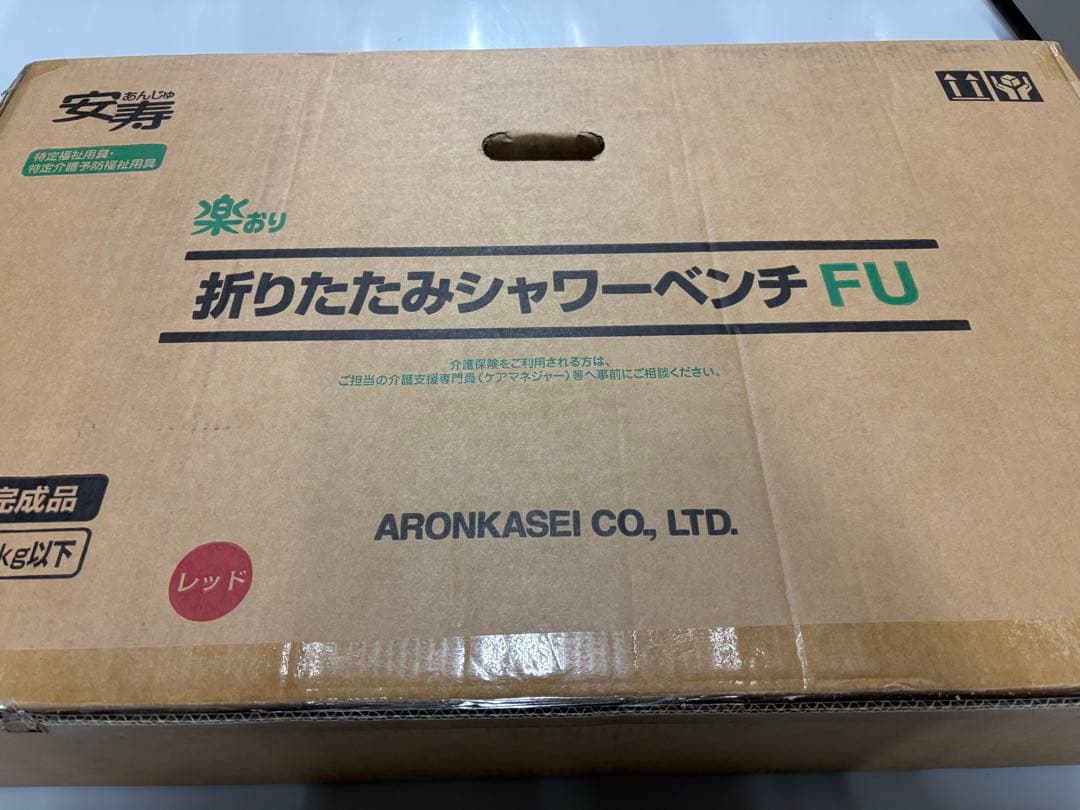 あんじゅ
安寿
特定福祉用具・
特定介護予防福祉用具
楽おり
折りたたみシャワーベンチ FU
介護保険をご利用される方は、
ご担当の介護支援専門員(ケアマネジャー)等へ事前にご相談ください。
完成品
kg以下
ARONKASEI CO., LTD.
レッド